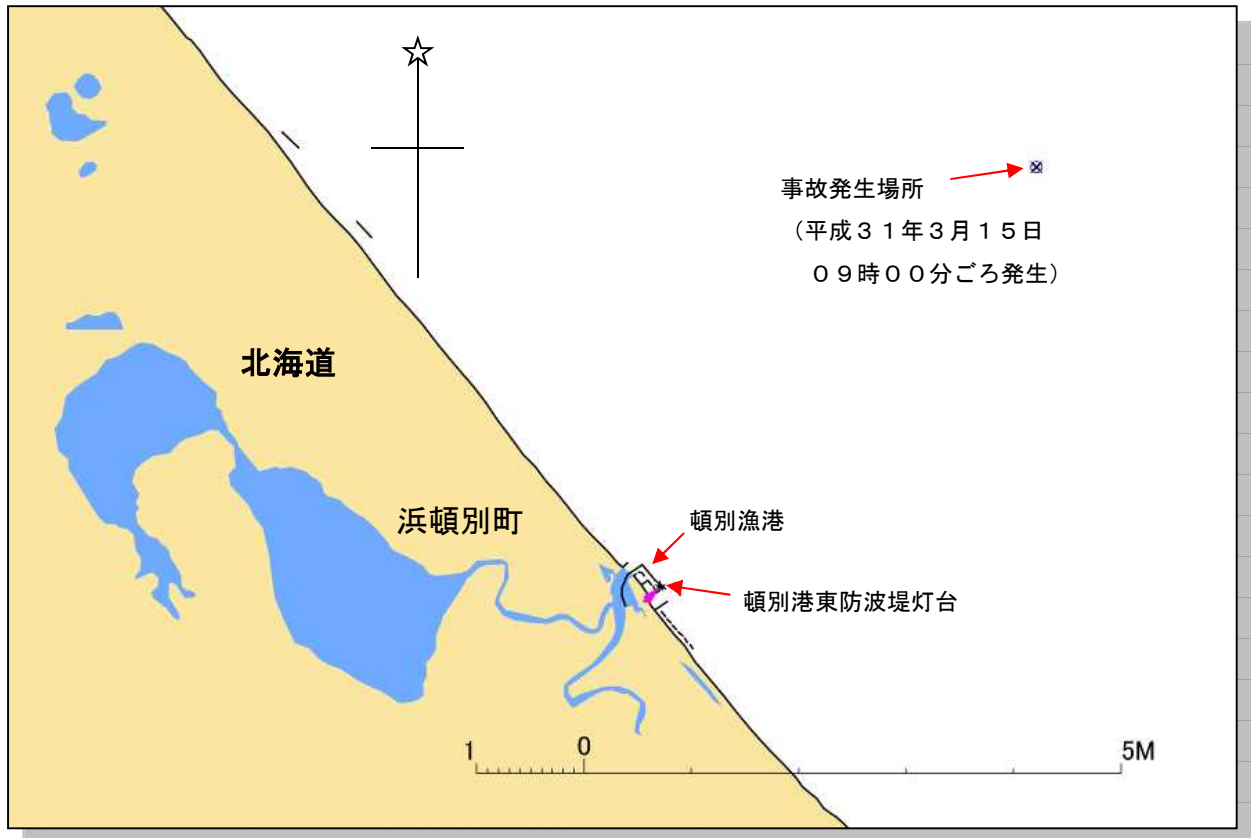 事故発生場所
（平成３１年３月１５日
０９時００分ごろ発生）
北海道
浜頓別町
頓別漁港
頓別港東防波堤灯台
1 0 5M